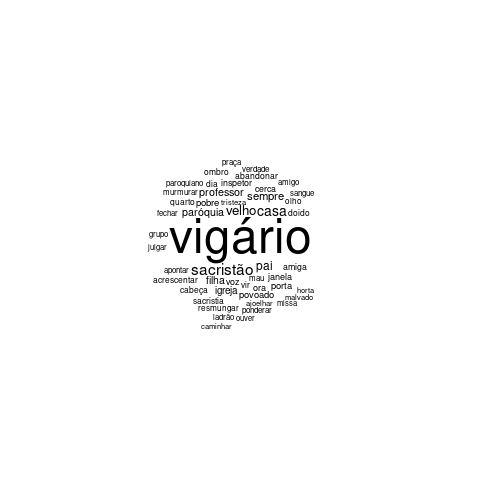 praça
ombro verdade
abandonar
paroquiano dia inspetor amigo
murmurar professor cerca sangue
quarto pobre tristeza sempre olho
fechar paróquia velho casa doido
grupo
vigário
julgar
apontar sacristão pai amiga
acrescentar filha voz mau janela
cabeça igreja vir ora porta horta
sacristia povoado malvado
resmungar ajoelhar missa
ponderar
ladrão ouver
caminhar